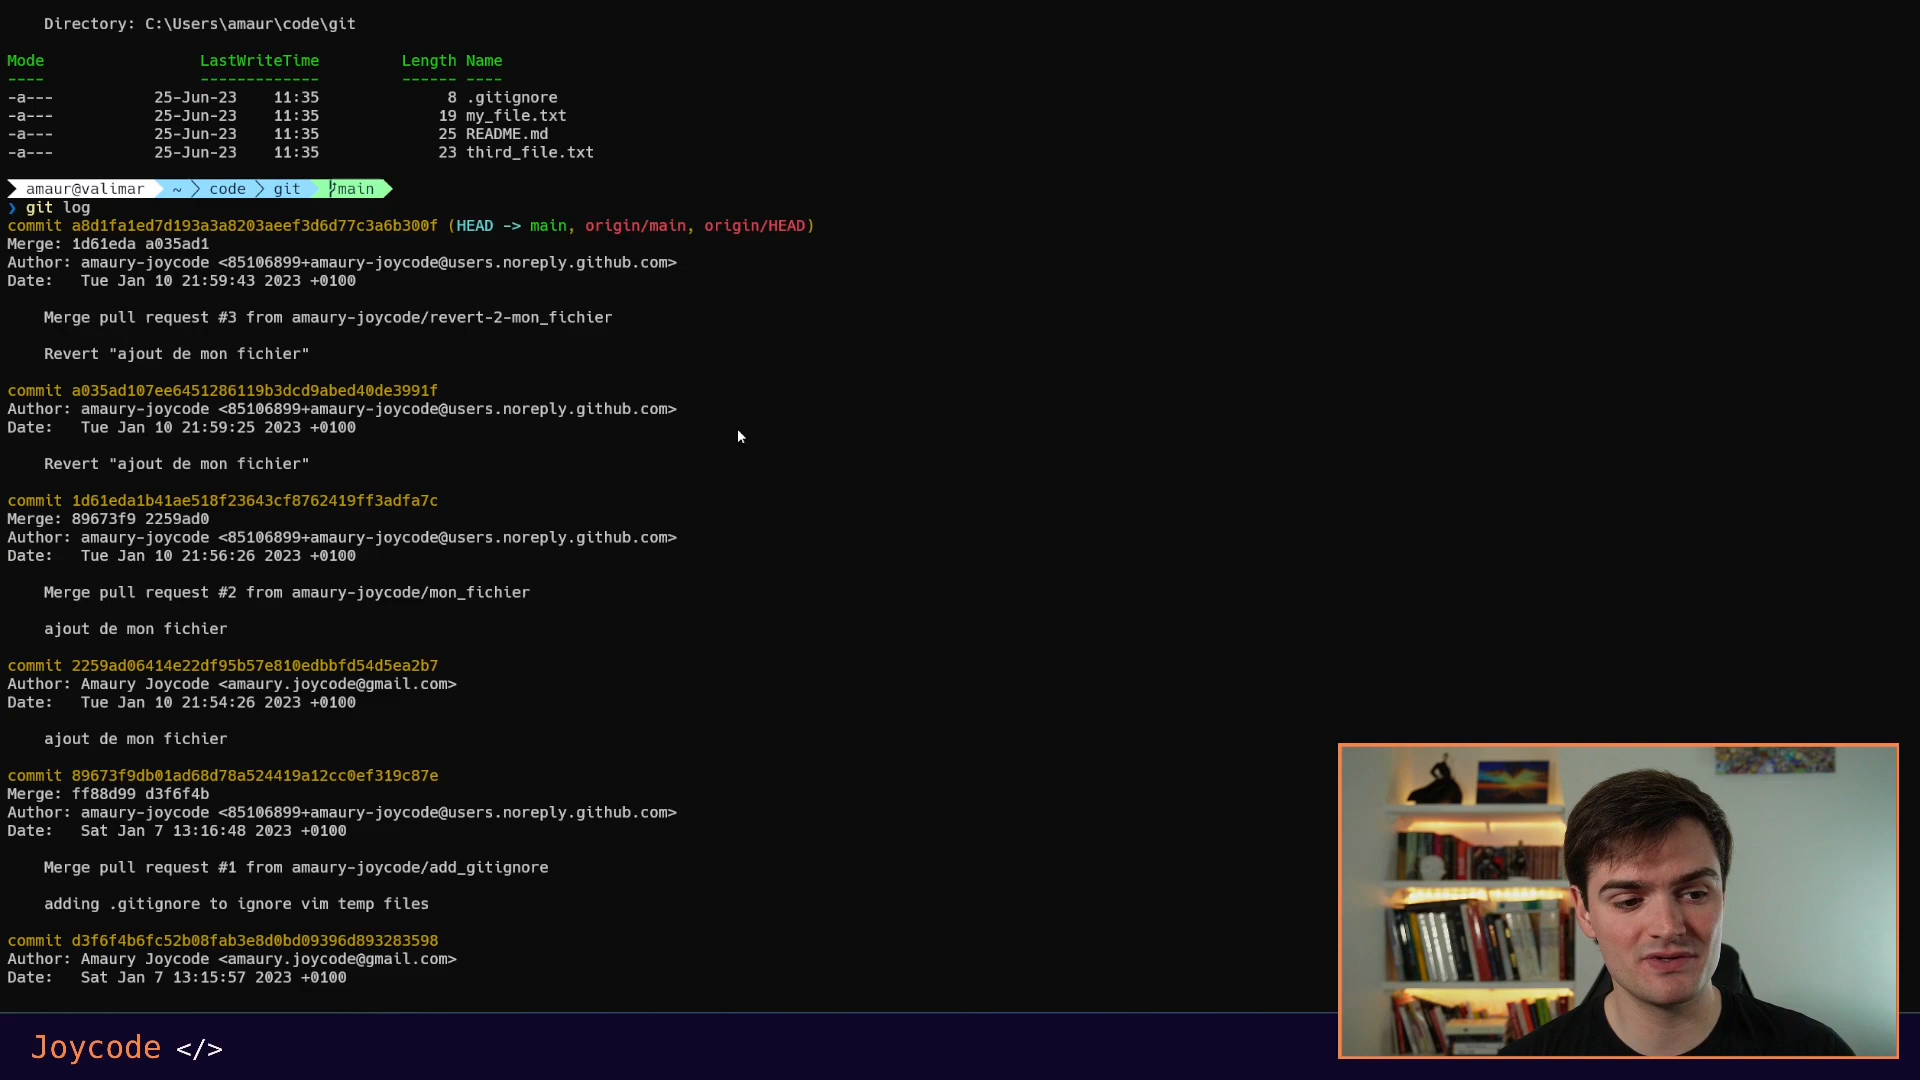 Directory: C:\Users\amaur\code\git
Mode LastWriteTime Length Name
---- ------------- ------ ----
-a--- 25-Jun-23 11:35 8 .gitignore
-a--- 25-Jun-23 11:35 19 my_file.txt
-a--- 25-Jun-23 11:35 25 README.md
-a--- 25-Jun-23 11:35 23 third_file.txt
amaur@valimar ~ code git main
❯ git log
commit a8d1fa1ed7d193a3a8203aeef3d6d77c3a6b300f (HEAD -> main, origin/main, origin/HEAD)
Merge: 1d61eda a035ad1
Author: amaury-joycode <85106899+amaury-joycode@users.noreply.github.com>
Date: Tue Jan 10 21:59:43 2023 +0100
Merge pull request #3 from amaury-joycode/revert-2-mon_fichier
Revert "ajout de mon fichier"
commit a035ad107ee6451286119b3dcd9abed40de3991f
Author: amaury-joycode <85106899+amaury-joycode@users.noreply.github.com>
Date: Tue Jan 10 21:59:25 2023 +0100
Revert "ajout de mon fichier"
commit 1d61eda1b41ae518f23643cf8762419ff3adfa7c
Merge: 89673f9 2259ad0
Author: amaury-joycode <85106899+amaury-joycode@users.noreply.github.com>
Date: Tue Jan 10 21:56:26 2023 +0100
Merge pull request #2 from amaury-joycode/mon_fichier
ajout de mon fichier
commit 2259ad06414e22df95b57e810edbbfd54d5ea2b7
Author: Amaury Joycode <amaury.joycode@gmail.com>
Date: Tue Jan 10 21:54:26 2023 +0100
ajout de mon fichier
commit 89673f9db01ad68d78a524419a12cc0ef319c87e
Merge: ff88d99 d3f6f4b
Author: amaury-joycode <85106899+amaury-joycode@users.noreply.github.com>
Date: Sat Jan 7 13:16:48 2023 +0100
Merge pull request #1 from amaury-joycode/add_gitignore
adding .gitignore to ignore vim temp files
commit d3f6f4b6fc52b08fab3e8d0bd09396d893283598
Author: Amaury Joycode <amaury.joycode@gmail.com>
Date: Sat Jan 7 13:15:57 2023 +0100
Joycode </>